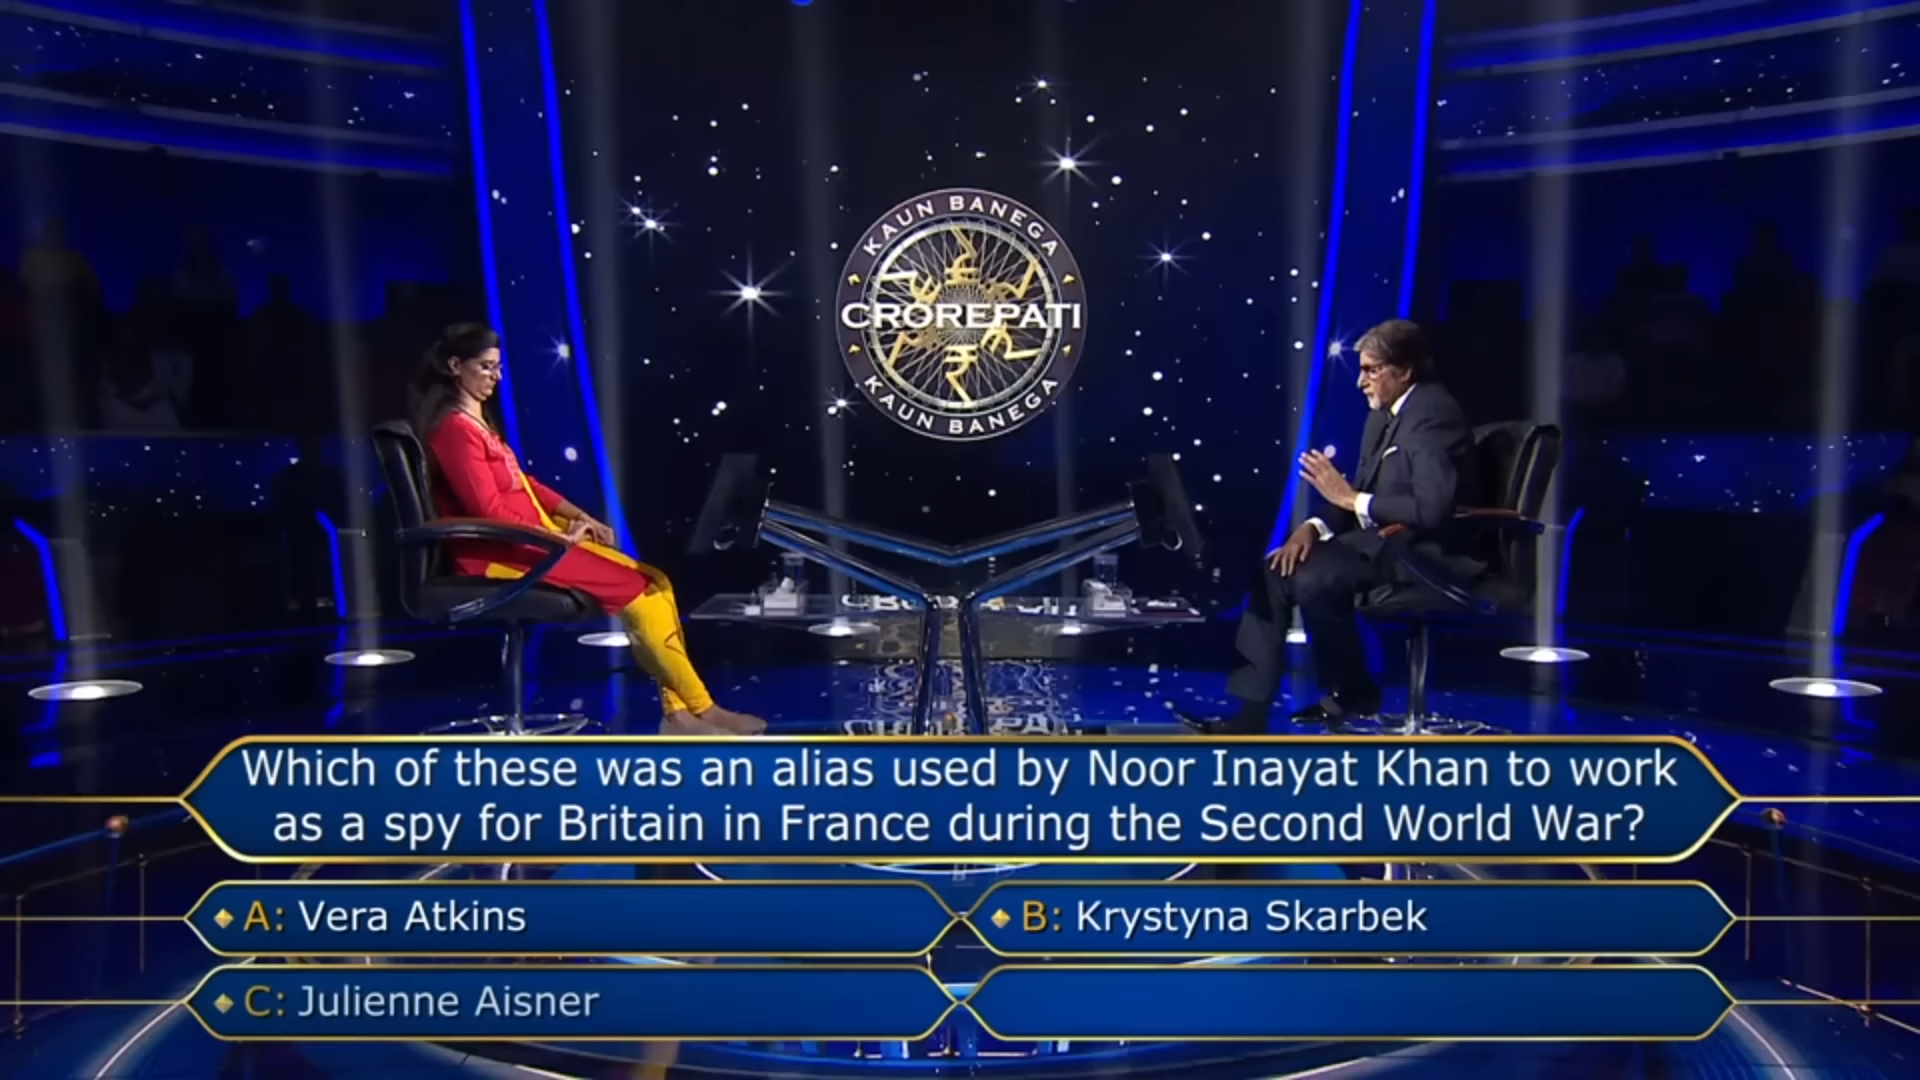 KAUN BANEGA
CROREPATI
KAUN BANEGA
Which of these was an alias used by Noor Inayat Khan to work
as a spy for Britain in France during the Second World War?
A: Vera Atkins
B: Krystyna Skarbek
C: Julienne Aisner